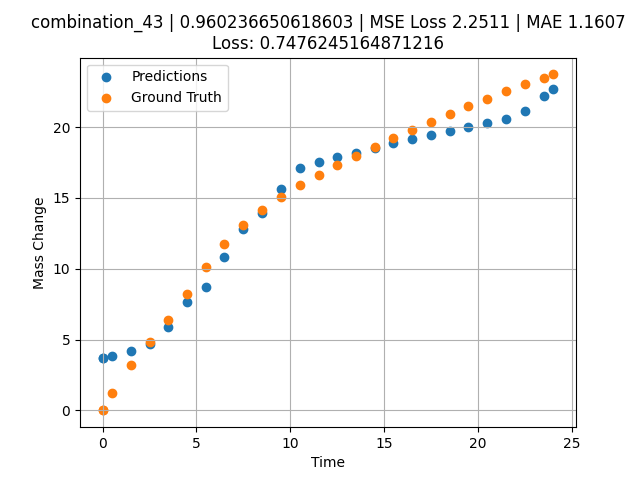 combination_43 | 0.960236650618603 | MSE Loss 2.2511 | MAE 1.1607
Loss: 0.7476245164871216
Predictions
Ground Truth
20
15
10
5
0
Mass Change
0 5 10 15 20 25
Time